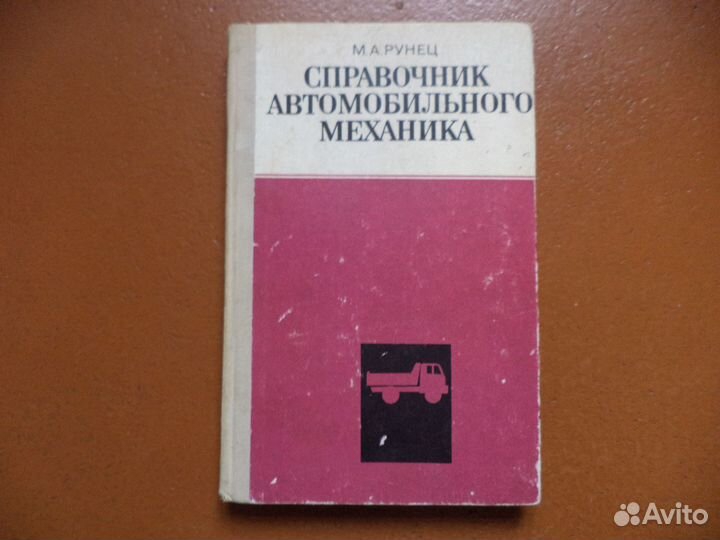 М.А.РУНЕЦ
СПРАВОЧНИК
АВТОМОБИЛЬНОГО
МЕХАНИКА
Avito